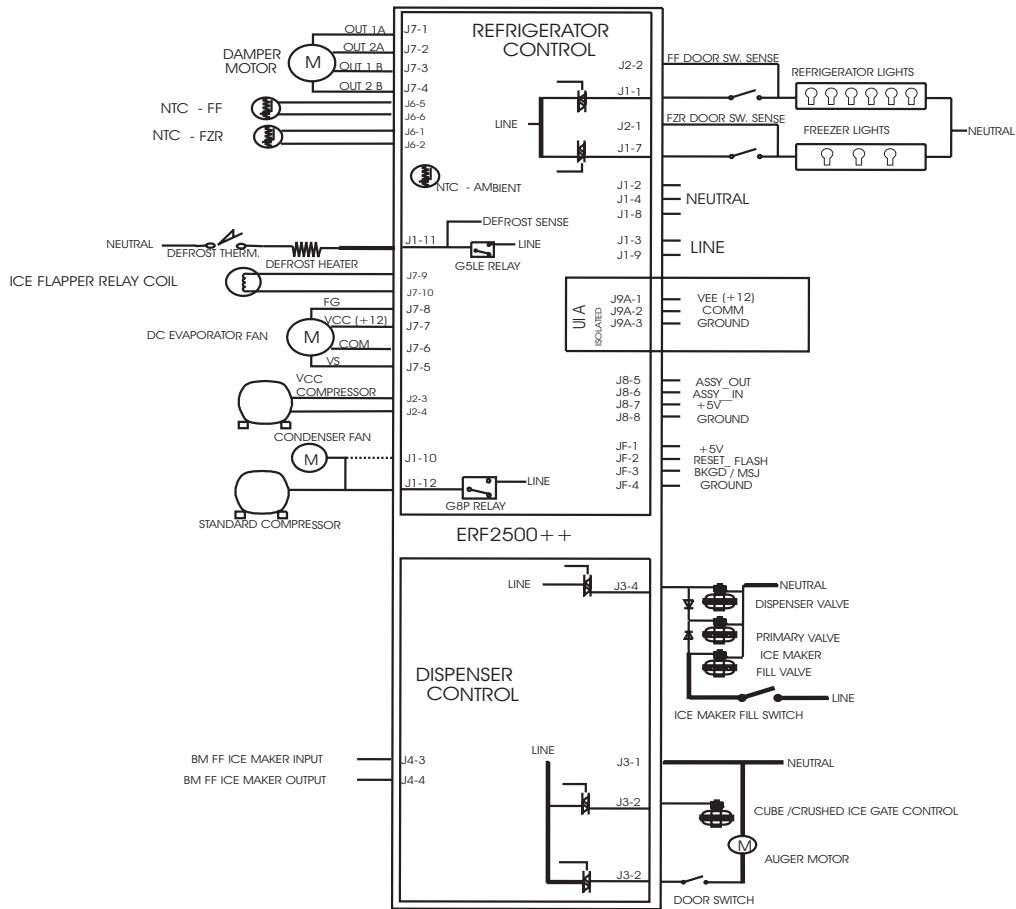 OUT 1A
J7-1
REFRIGERATOR
CONTROL
DAMPER
MOTOR
M
OUT 2A
J7-2
OUT 1 B
J7-3
OUT 2 B
J7-4
J2-2
FF DOOR SW. SENSE
REFRIGERATOR LIGHTS
J1-1
NTC - FF
J6-5
J6-6
NTC - FZR
J6-1
J6-2
LINE
J2-1
FZR DOOR SW. SENSE
FREEZER LIGHTS
NEUTRAL
J1-7
NTC - AMBIENT
J1-2
J1-4
J1-8
NEUTRAL
J1-3
J1-9
LINE
NEUTRAL
DEFROST THERM.
DEFROST HEATER
J1-11
DEFROST SENSE
LINE
G5LE RELAY
ICE FLAPPER RELAY COIL
J7-9
J7-10
UI A
ISOLATED
J9A-1
VEE (+12)
J9A-2
COMM
J9A-3
GROUND
DC EVAPORATOR FAN
M
FG
J7-8
VCC (+12)
J7-7
COM
J7-6
VS
J7-5
VCC
COMPRESSOR
J2-3
J2-4
J8-5
ASSY_OUT
J8-6
ASSY_IN
J8-7
+5V
J8-8
GROUND
CONDENSER FAN
M
J1-10
JF-1
+5V
JF-2
RESET_FLASH
JF-3
BKGD / MSJ
JF-4
GROUND
J1-12
LINE
G8P RELAY
STANDARD COMPRESSOR
ERF2500++
LINE
J3-4
NEUTRAL
DISPENSER VALVE
PRIMARY VALVE
ICE MAKER
FILL VALVE
LINE
ICE MAKER FILL SWITCH
DISPENSER
CONTROL
BM FF ICE MAKER INPUT
J4-3
BM FF ICE MAKER OUTPUT
J4-4
LINE
J3-1
NEUTRAL
J3-2
CUBE /CRUSHED ICE GATE CONTROL
M
AUGER MOTOR
J3-2
DOOR SWITCH